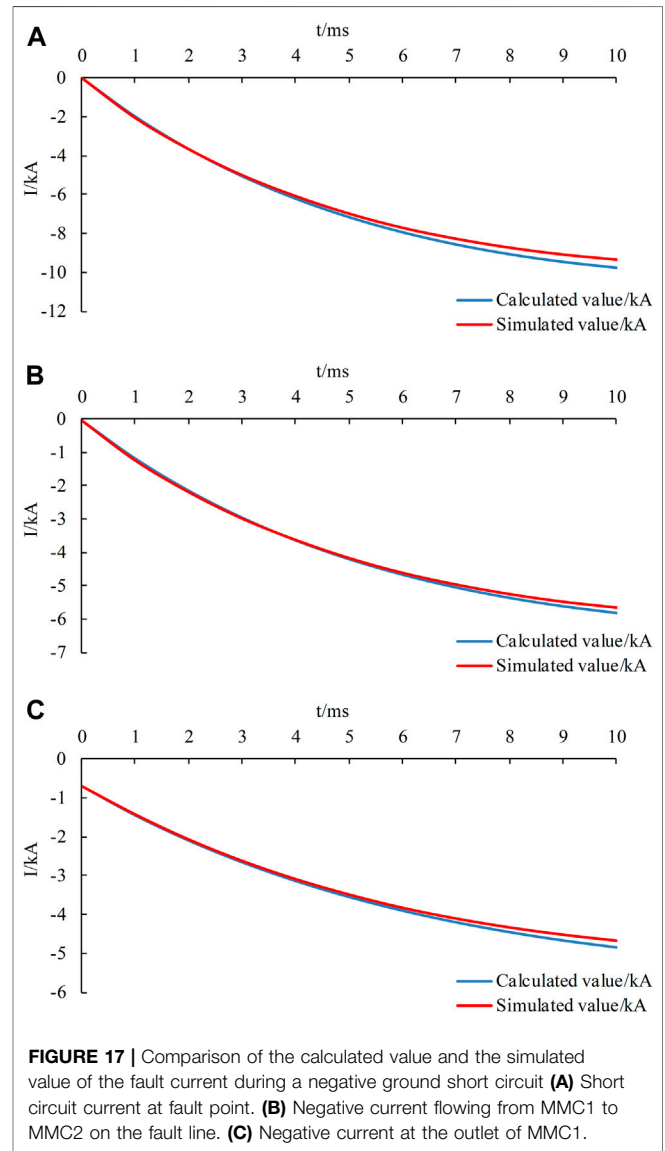 A
t/ms
0 1 2 3 4 5 6 7 8 9 10
0
-2
-4
-6
-8
-10
-12
I/kA
Calculated value/kA
Simulated value/kA
B
t/ms
0 1 2 3 4 5 6 7 8 9 10
0
-1
-2
-3
-4
-5
-6
-7
I/kA
Calculated value/kA
Simulated value/kA
C
t/ms
0 1 2 3 4 5 6 7 8 9 10
0
-1
-2
-3
-4
-5
-6
I/kA
Calculated value/kA
Simulated value/kA
FIGURE 17 | Comparison of the calculated value and the simulated
value of the fault current during a negative ground short circuit (A) Short
circuit current at fault point. (B) Negative current flowing from MMC1 to
MMC2 on the fault line. (C) Negative current at the outlet of MMC1.